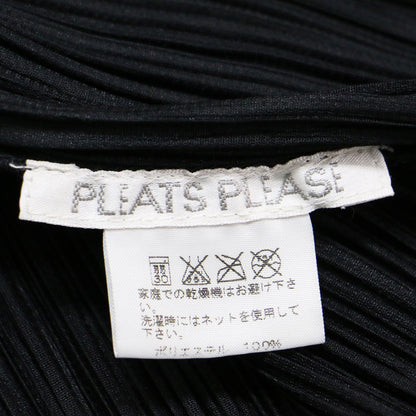 PLEATS PLEASE
弱 30
家庭での乾燥機はお避け下さい。
洗濯時にはネットを使用して下さい。
ポリエステル 100%